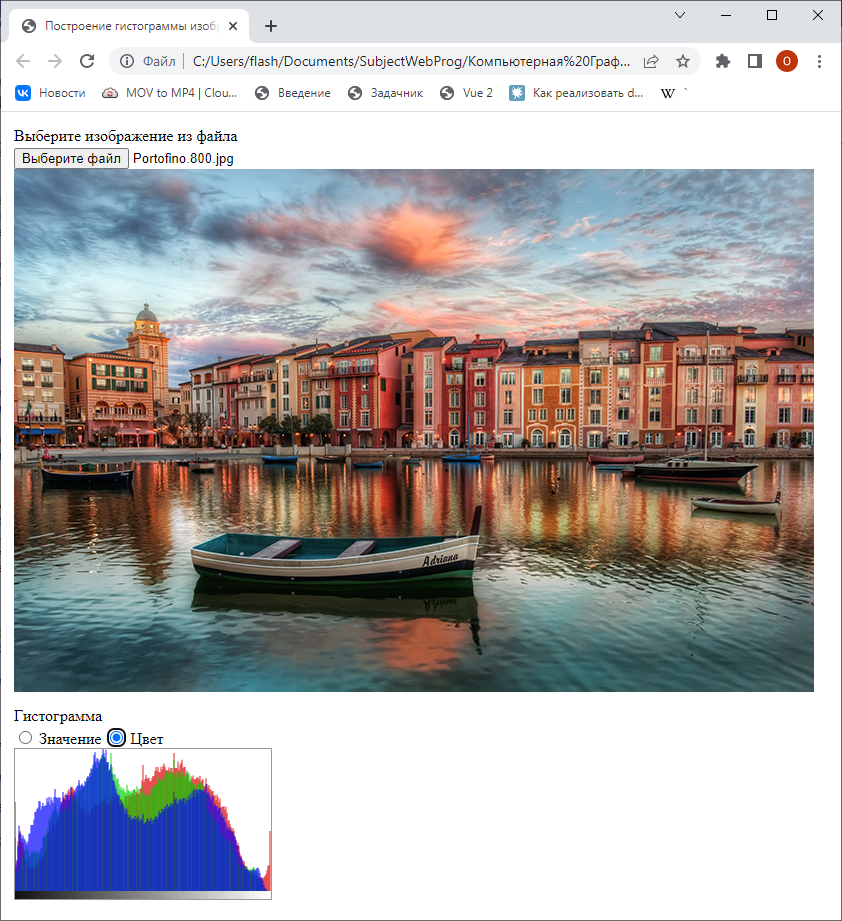 Построение гистограммы изоб
Файл C:/Users/flash/Documents/SubjectWebProg/Компьютерная%20Граф... O
Новости MOV to MP4 | Clou... Введение Задачник Vue 2 Как реализовать d... W `
Выберите изображение из файла
Выберите файл Portofino.800.jpg
Adriana
Гистограмма
Значение Цвет